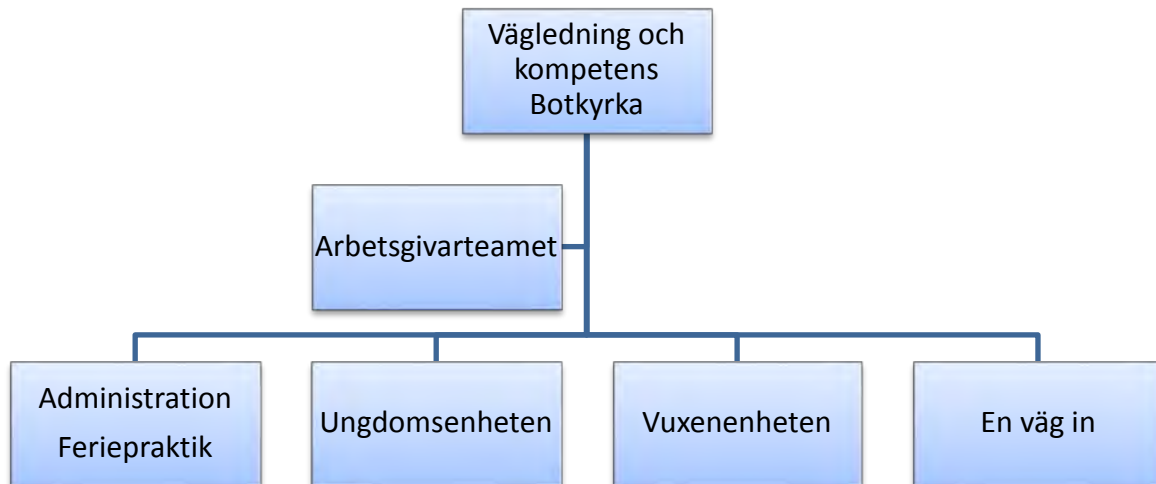 Vägledning och
kompetens
Botkyrka
Arbetsgivarteamet
Administration
Feriepraktik
Ungdomsenheten
Vuxenenheten
En väg in